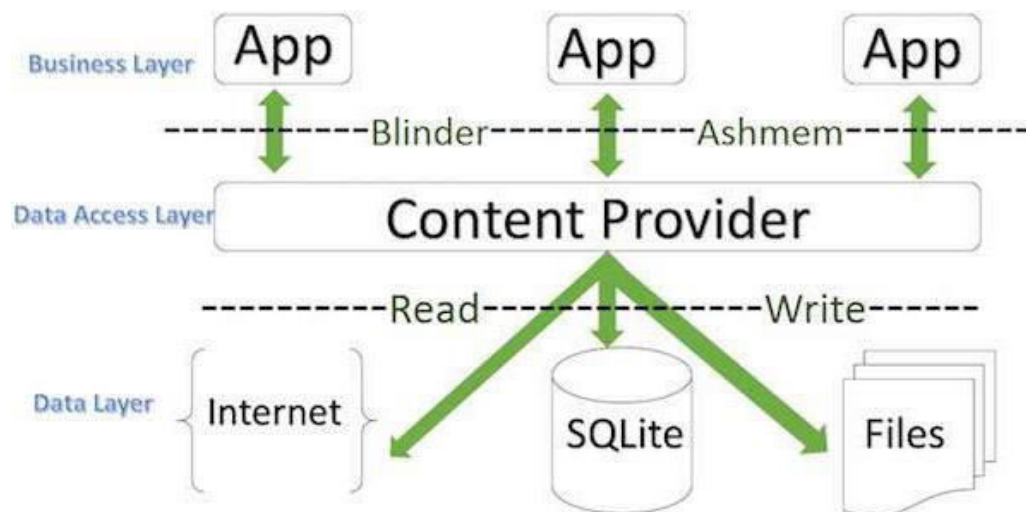 App App App
Business Layer
Blinder Ashmem
Data Access Layer
Content Provider
Read Write
Data Layer
Internet
SQLite
Files